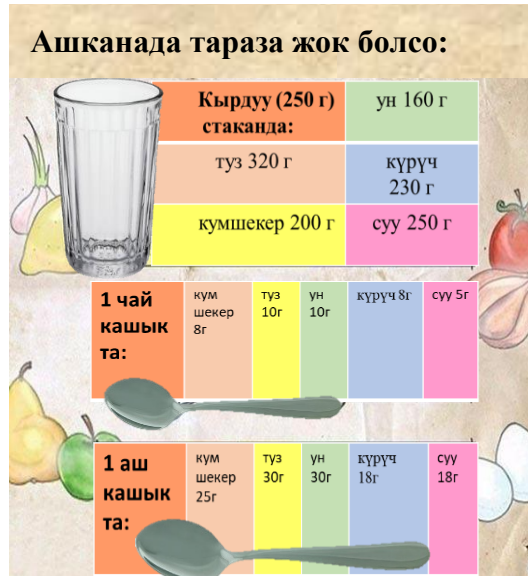 Ашканада тараза жок болсо:
Кырдуу (250 г)
стаканда:
ун 160 г
туз 320 г
күрүч
230 г
кумшекер 200 г
суу 250 г
1 чай
кашык
та:
кум
шекер
8г
туз
10г
ун
10г
күрүч 8г
суу 5г
1 аш
кашык
та:
кум
шекер
25г
туз
30г
ун
30г
күрүч
18г
суу
18г